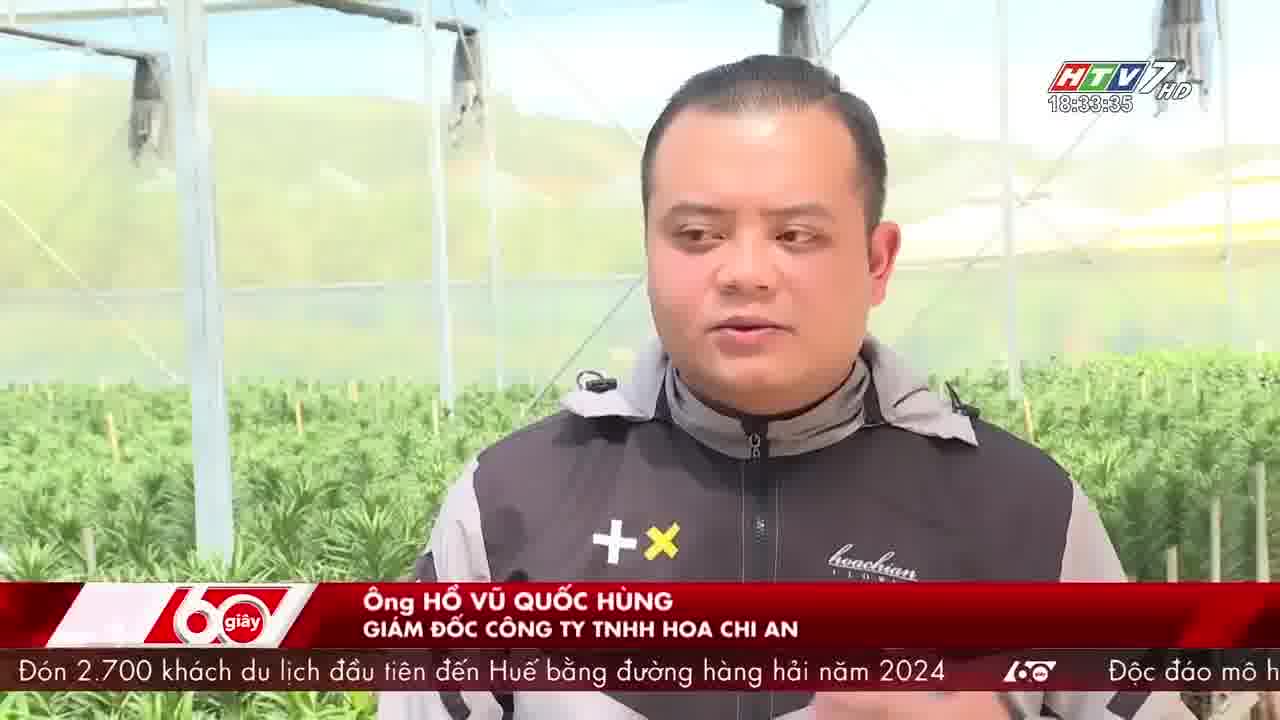 HTV7 HD
18:33:35
hoachian
60 giây
Ông HỒ VŨ QUỐC HÙNG
GIÁM ĐỐC CÔNG TY TNHH HOA CHI AN
Đón 2.700 khách du lịch đầu tiên đến Huế bằng đường hàng hải năm 2024 60 giây Độc đáo mô h